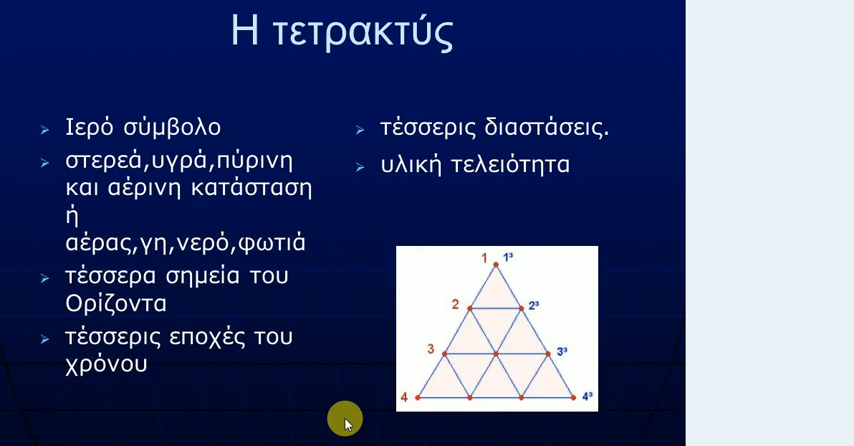 Η τετρακτύς
Ιερό σύμβολο
στερεά,υγρά,πύρινη
και αέρινη κατάσταση
ή
αέρας,γη,νερό,φωτιά
τέσσερα σημεία του
Ορίζοντα
τέσσερις εποχές του
χρόνου
τέσσερις διαστάσεις.
υλική τελειότητα
1 1³
2 2³
3 3³
4 4³